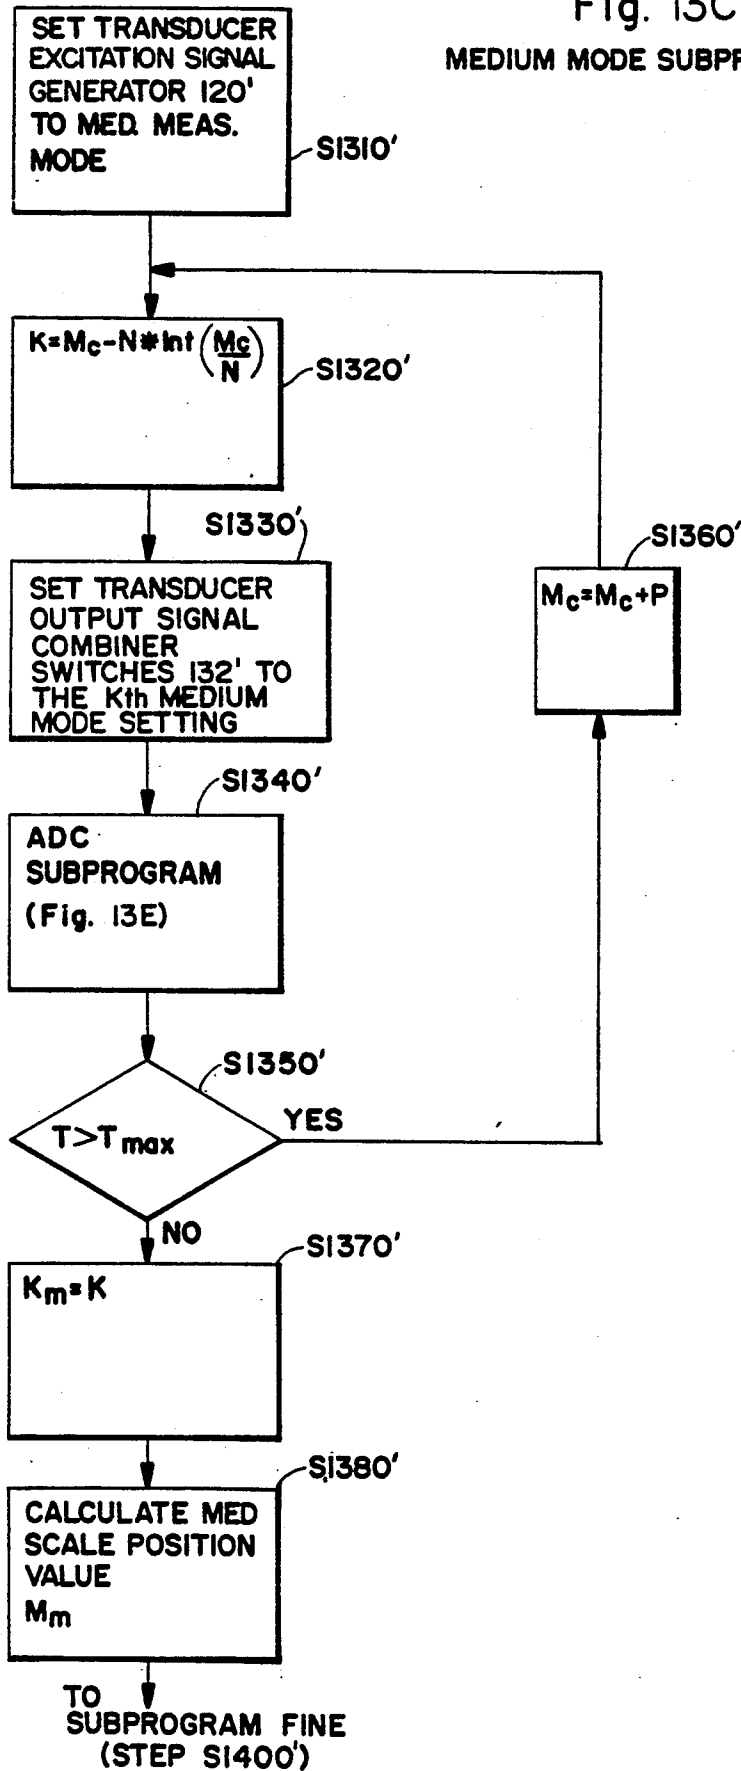 Fig. 13C
MEDIUM MODE SUBPR
SET TRANSDUCER
EXCITATION SIGNAL
GENERATOR 120'
TO MED. MEAS.
MODE
S1310'
K=Mc-N*Int(Mc/N)
S1320'
S1330'
SET TRANSDUCER
OUTPUT SIGNAL
COMBINER
SWITCHES 132' TO
THE Kth MEDIUM
MODE SETTING
S1360'
Mc=Mc+P
S1340'
ADC
SUBPROGRAM
(Fig. 13E)
S1350'
T>Tmax
YES
NO
S1370'
Km=K
S1380'
CALCULATE MED
SCALE POSITION
VALUE
Mm
TO
SUBPROGRAM FINE
(STEP S1400')